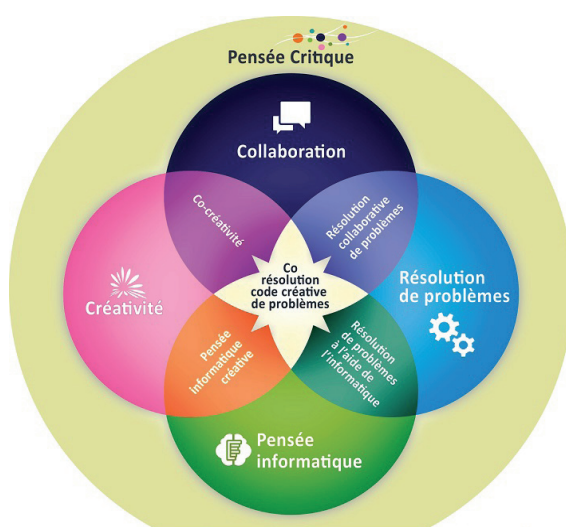 Pensée Critique
Collaboration
Co-créativité
Résolution
collaborative
de problèmes
Créativité
Co
résolution
code créative
de problèmes
Résolution
de problèmes
Pensée
informatique
créative
Résolution
de problèmes
à l'aide de
l'informatique
Pensée
informatique